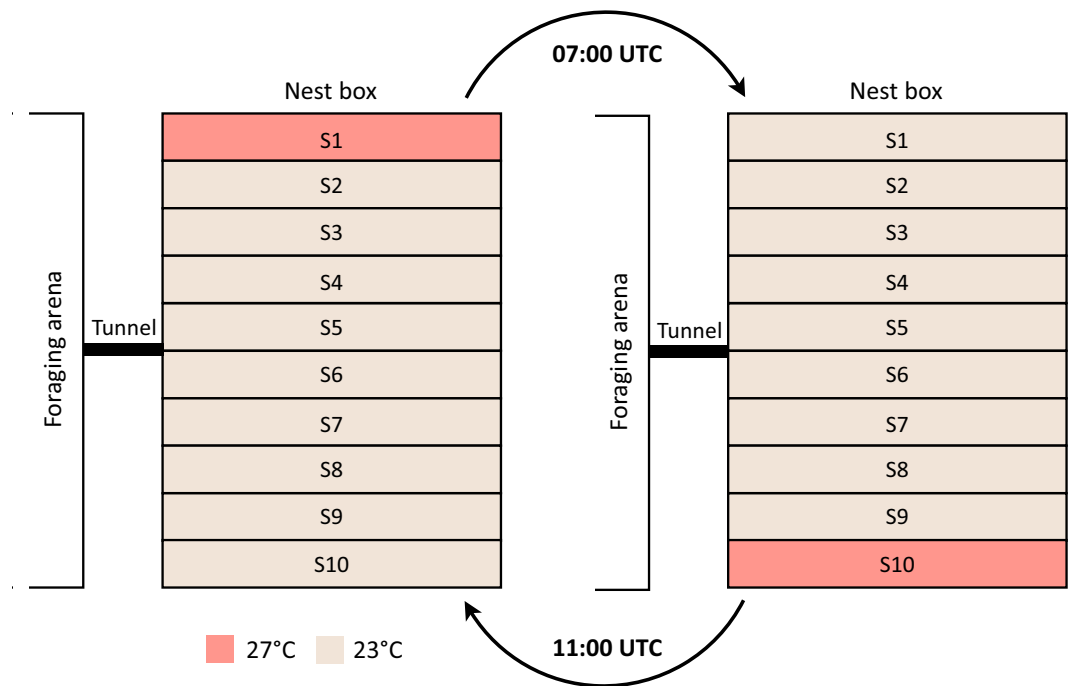 07:00 UTC
Nest box
Nest box
S1
S2
S3
S4
S5
S6
S7
S8
S9
S10
Foraging arena
Tunnel
S1
S2
S3
S4
S5
S6
S7
S8
S9
S10
Foraging arena
Tunnel
27°C
23°C
11:00 UTC